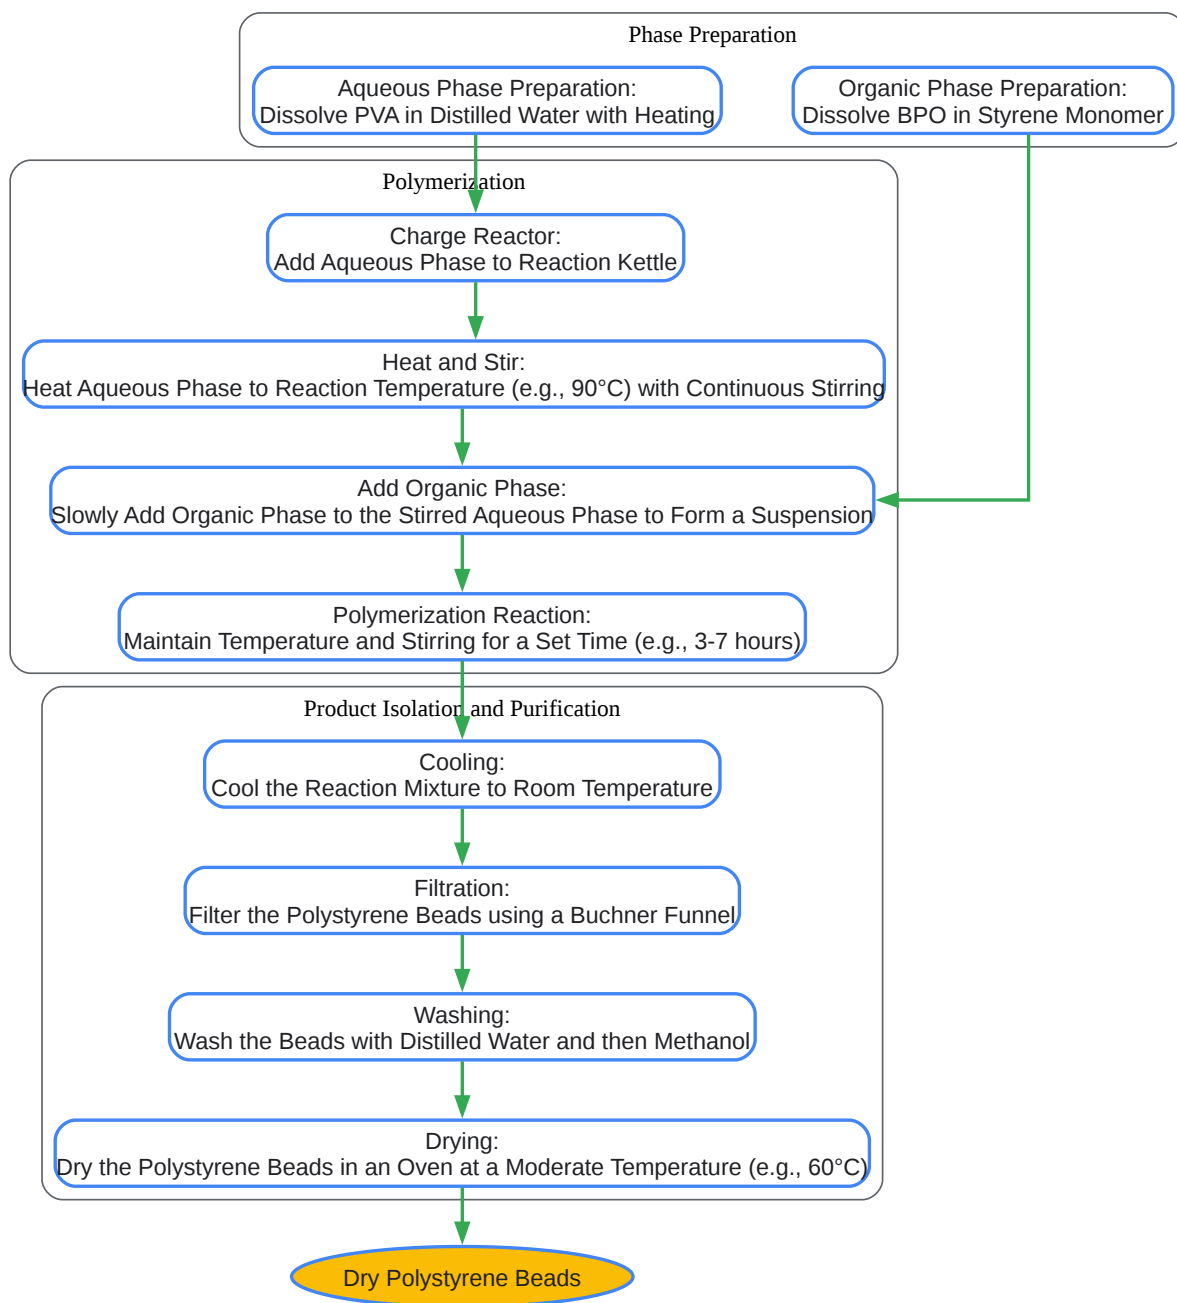 Phase Preparation
Aqueous Phase Preparation:
Dissolve PVA in Distilled Water with Heating
Organic Phase Preparation:
Dissolve BPO in Styrene Monomer
Polymerization
Charge Reactor:
Add Aqueous Phase to Reaction Kettle
Heat and Stir:
Heat Aqueous Phase to Reaction Temperature (e.g., 90°C) with Continuous Stirring
Add Organic Phase:
Slowly Add Organic Phase to the Stirred Aqueous Phase to Form a Suspension
Polymerization Reaction:
Maintain Temperature and Stirring for a Set Time (e.g., 3-7 hours)
Product Isolation and Purification
Cooling:
Cool the Reaction Mixture to Room Temperature
Filtration:
Filter the Polystyrene Beads using a Buchner Funnel
Washing:
Wash the Beads with Distilled Water and then Methanol
Drying:
Dry the Polystyrene Beads in an Oven at a Moderate Temperature (e.g., 60°C)
Dry Polystyrene Beads